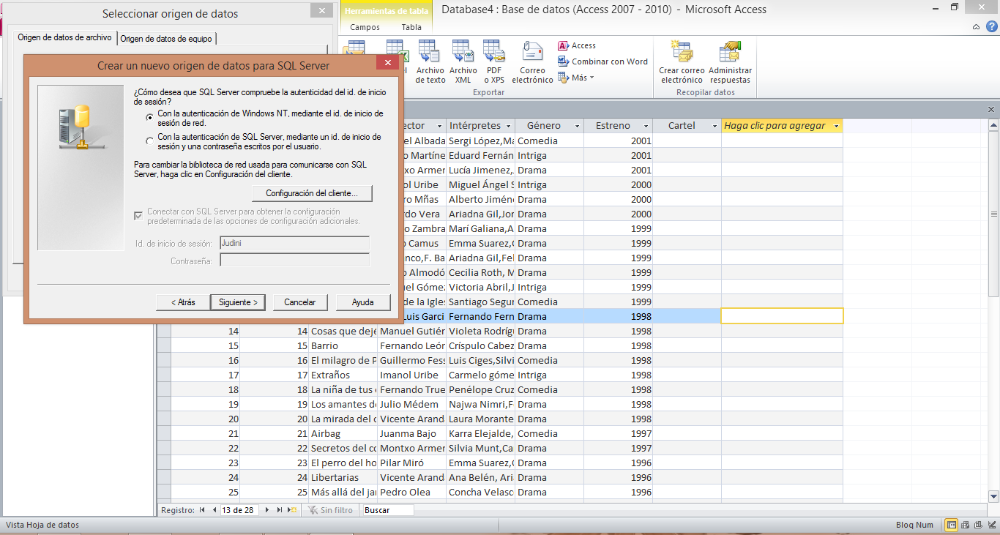 Seleccionar origen de datos
Herramientas de tabla
Database4 : Base de datos (Access 2007 - 2010) - Microsoft Access
Campos Tabla
Origen de datos de archivo Origen de datos de equipo
Archivo de texto
Archivo XML
PDF o XPS
Correo electrónico
Access
Combinar con Word
Más
Exportar
Crear correo electrónico
Administrar respuestas
Recopilar datos
Crear un nuevo origen de datos para SQL Server
¿Cómo desea que SQL Server compruebe la autenticidad del id. de inicio
de sesión?
Con la autenticación de Windows NT, mediante el id. de inicio de
sesión de red.
Con la autenticación de SQL Server, mediante un id. de inicio de
sesión y una contraseña escritos por el usuario.
Para cambiar la biblioteca de red usada para comunicarse con SQL
Server, haga clic en Configuración del cliente.
Configuración del cliente...
Conectar con SQL Server para obtener la configuración
predeterminada de las opciones de configuración adicionales.
Id. de inicio de sesión: Judini
Contraseña:
< Atrás Siguiente > Cancelar Ayuda
ector Intérpretes Género Estreno Cartel Haga clic para agregar
el Albada Sergi López,Ma Comedia 2001
o Martíne Eduard Fernán Intriga 2001
xo Armer Lucía Jimenez, Drama 2001
ol Uribe Miguel Ángel S Intriga 2000
ro Mñas Alberto Jiméne Drama 2000
rdo Vera Ariadna Gil,Jor Drama 2000
o Zambra Marí Galiana,A Drama 1999
o Camus Emma Suarez,C Drama 1999
nco,F. Ba Ariadna Gil,Fel Drama 1999
o Almodó Cecilia Roth, M Drama 1999
el Gómez Victoria Abril,J Intriga 1999
de la Igles Santiago Segur Comedia 1999
Luis Garci Fernando Fern Drama 1998
14 14 Cosas que dejé Manuel Gutiér Violeta Rodrígu Drama 1998
15 15 Barrio Fernando León Críspulo Cabez Drama 1998
16 16 El milagro de P Guillermo Fess Luis Ciges,Silvi Comedia 1998
17 17 Extraños Imanol Uribe Carmelo góme Intriga 1998
18 18 La niña de tus Fernando True Penélope Cruz Comedia 1998
19 19 Los amantes de Julio Médem Najwa Nimri,F Drama 1998
20 20 La mirada del Vicente Arand Laura Morante Drama 1998
21 21 Airbag Juanma Bajo Karra Elejalde, Comedia 1997
22 22 Secretos del co Montxo Armer Silvia Munt,Ca Drama 1997
23 23 El perro del ho Pilar Miró Emma Suarez,C Drama 1996
24 24 Libertarias Vicente Arand Ana Belén, Ari Drama 1996
25 25 Más allá del jar Pedro Olea Concha Velasc Drama 1996
Registro: 13 de 28 Sin filtro Buscar
Vista Hoja de datos Bloq Num